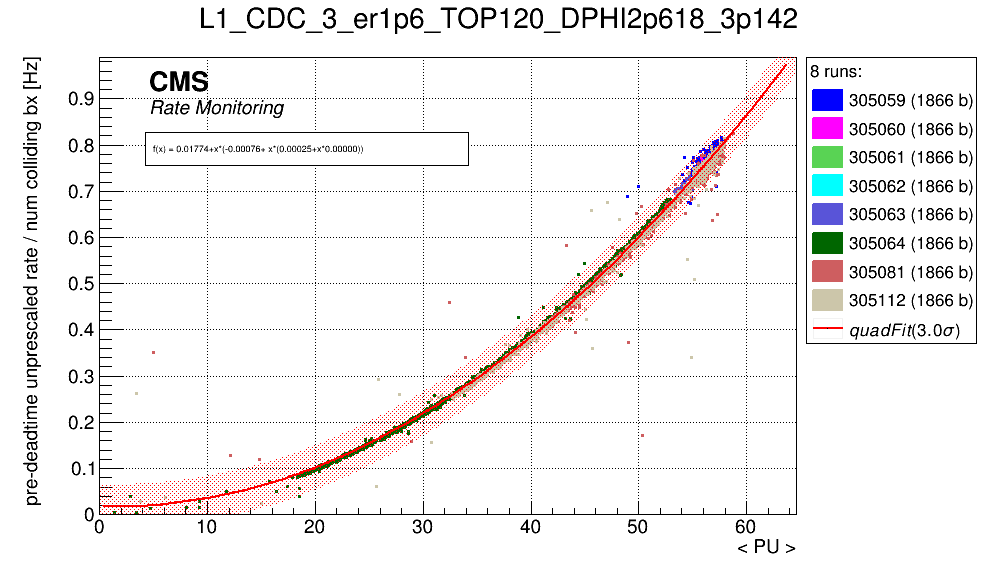 L1_CDC_3_er1p6_TOP120_DPHI2p618_3p142
pre-deadtime unprescaled rate / num colliding bx [Hz]
CMS
Rate Monitoring
f(x) = 0.01774+x*(-0.00076+ x*(0.00025+x*0.00000))
0.9
0.8
0.7
0.6
0.5
0.4
0.3
0.2
0.1
0
0 10 20 30 40 50 60
< PU >
8 runs:
305059 (1866 b)
305060 (1866 b)
305061 (1866 b)
305062 (1866 b)
305063 (1866 b)
305064 (1866 b)
305081 (1866 b)
305112 (1866 b)
quadFit(3.0σ)